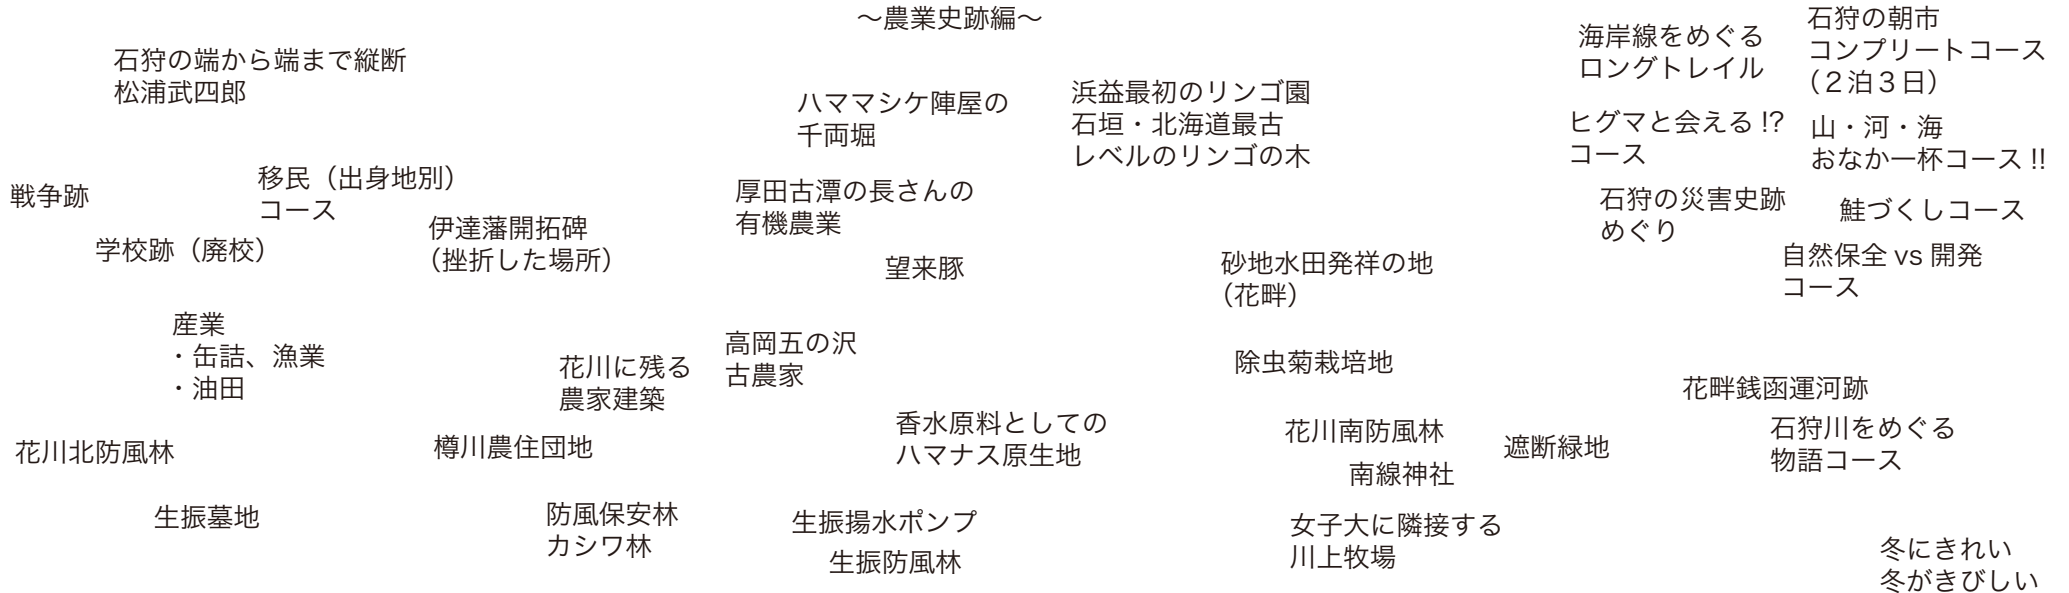 ～農業史跡編～
石狩の端から端まで縦断
松浦武四郎
戦争跡
移民（出身地別）
コース
学校跡（廃校）
伊達藩開拓碑
（挫折した場所）
産業
・缶詰、漁業
・油田
花川に残る
農家建築
花川北防風林
樽川農住団地
生振墓地
防風保安林
カシワ林
ハママシケ陣屋の
千両堀
浜益最初のリンゴ園
石垣・北海道最古
レベルのリンゴの木
厚田古潭の長さんの
有機農業
望来豚
砂地水田発祥の地
（花畔）
高岡五の沢
古農家
除虫菊栽培地
香水原料としての
ハマナス原生地
花川南防風林
南線神社
遮断緑地
生振揚水ポンプ
生振防風林
女子大に隣接する
川上牧場
海岸線をめぐる
ロングトレイル
石狩の朝市
コンプリートコース
（２泊３日）
ヒグマと会える !?
コース
山・河・海
おなか一杯コース !!
石狩の災害史跡
めぐり
鮭づくしコース
自然保全 vs 開発
コース
花畔銭函運河跡
石狩川をめぐる
物語コース
冬にきれい
冬がきびしい